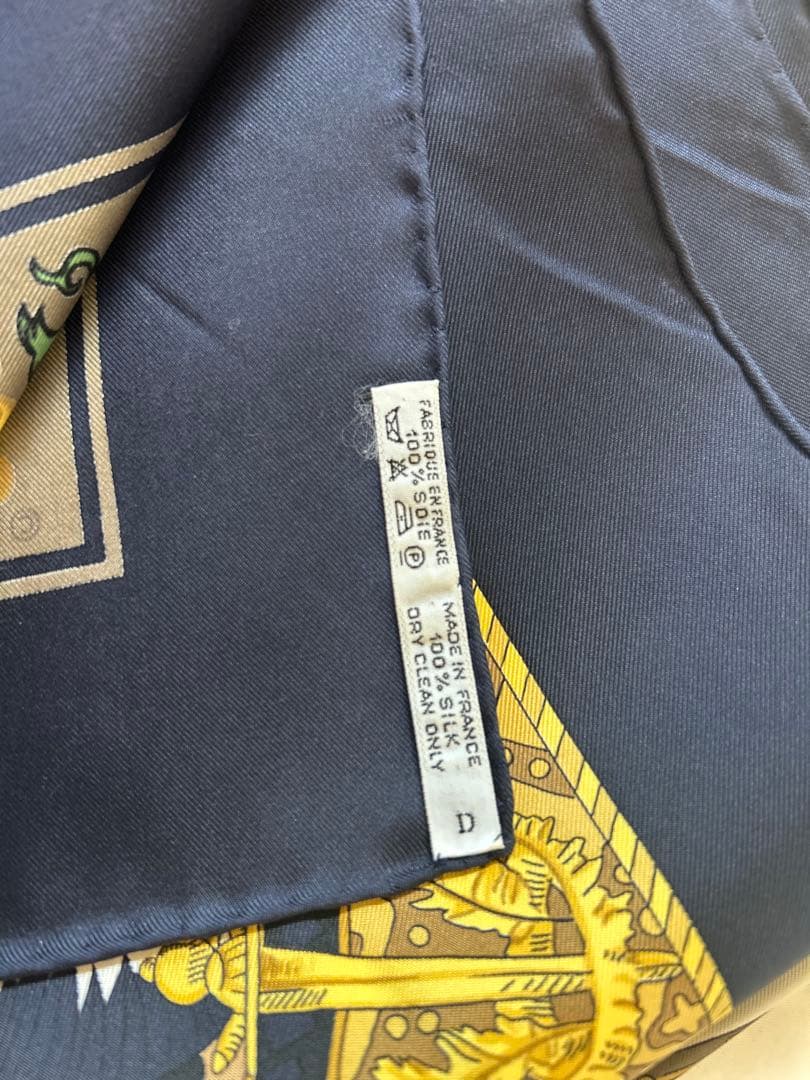 FABRIQUE EN FRANCE
100% SOIE
P
MADE IN FRANCE
100% SILK
DRY CLEAN ONLY
D
©